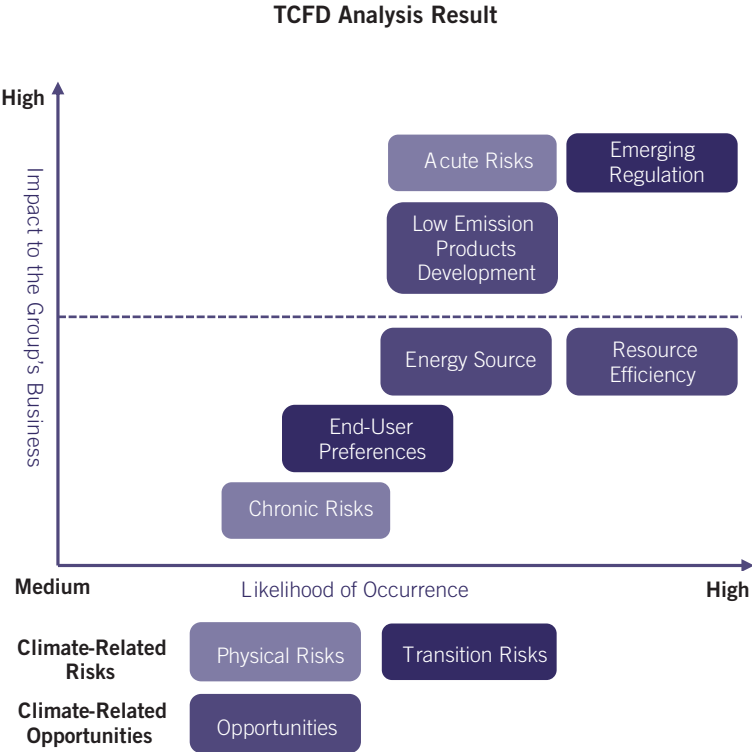 TCFD Analysis Result
High
Impact to the Group's Business
Acute Risks
Emerging
Regulation
Low Emission
Products
Development
Energy Source
Resource
Efficiency
End-User
Preferences
Chronic Risks
Medium
Likelihood of Occurrence
High
Climate-Related
Risks
Physical Risks
Transition Risks
Climate-Related
Opportunities
Opportunities